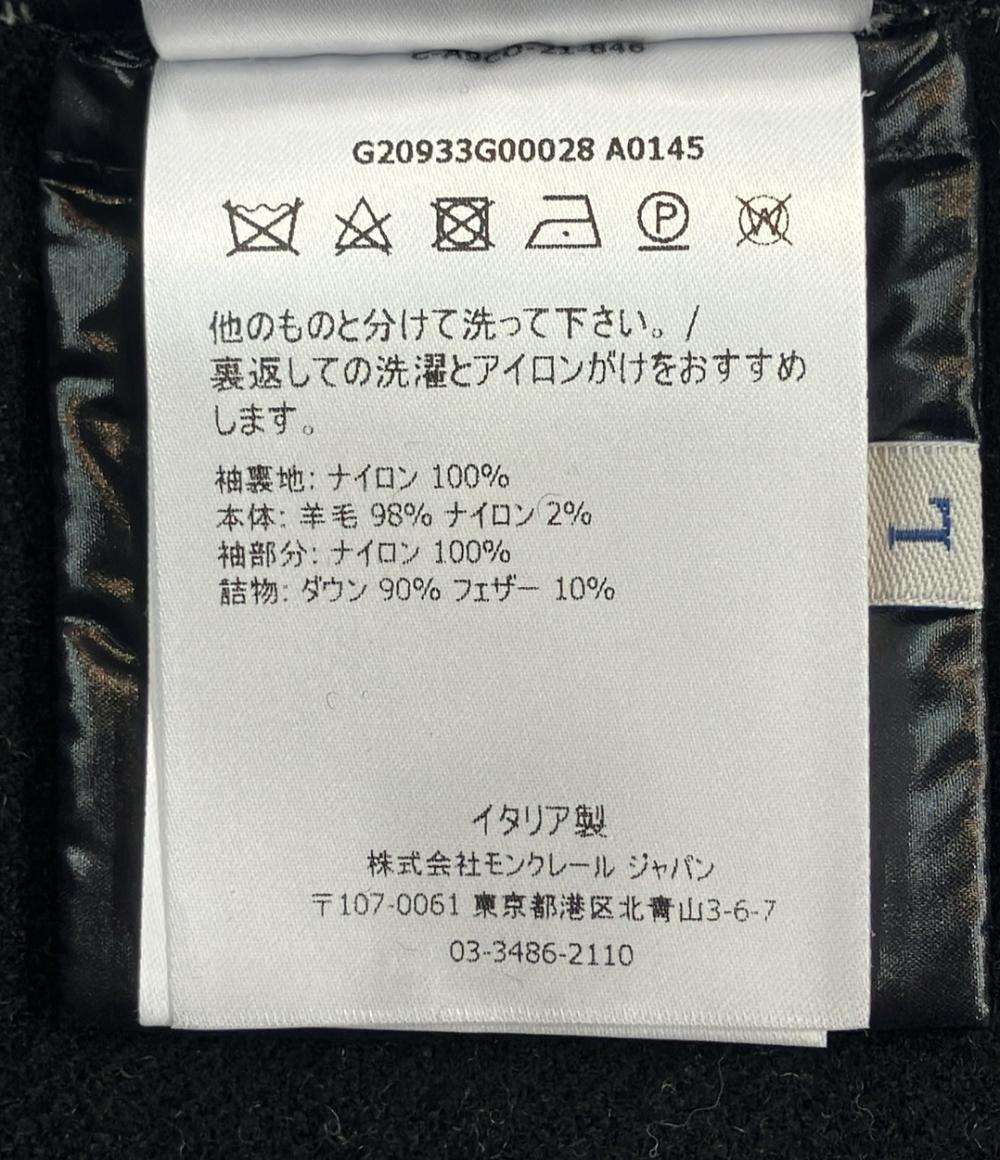 G20933G00028 A0145
P
W
他のものと分けて洗って下さい。/
裏返しての洗濯とアイロンがけをおすすめ
します。
袖裏地: ナイロン 100%
本体: 羊毛 98% ナイロン 2%
袖部分: ナイロン 100%
詰物: ダウン 90% フェザー 10%
L
イタリア製
株式会社モンクレール ジャパン
〒107-0061 東京都港区北青山3-6-7
03-3486-2110